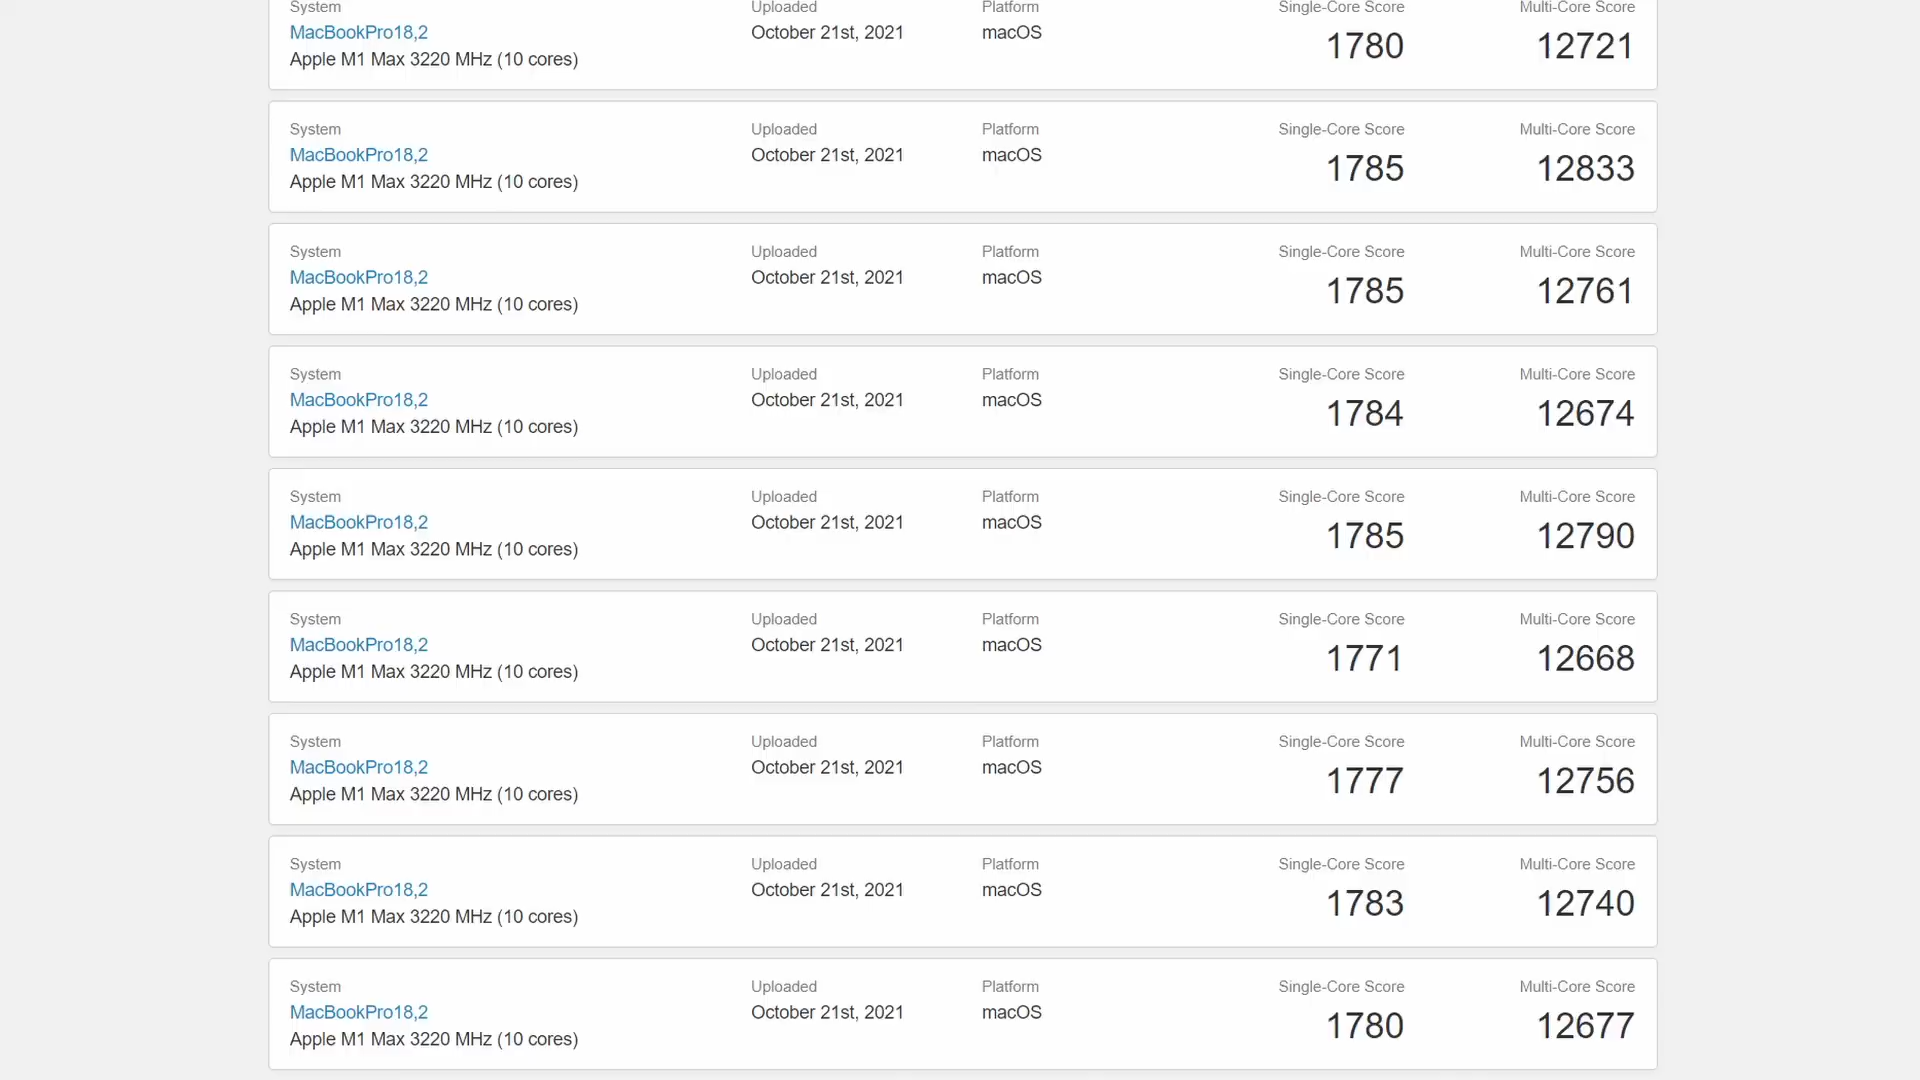 System Uploaded Platform Single-Core Score Multi-Core Score
MacBookPro18,2 October 21st, 2021 macOS 1780 12721
Apple M1 Max 3220 MHz (10 cores)
System Uploaded Platform Single-Core Score Multi-Core Score
MacBookPro18,2 October 21st, 2021 macOS 1785 12833
Apple M1 Max 3220 MHz (10 cores)
System Uploaded Platform Single-Core Score Multi-Core Score
MacBookPro18,2 October 21st, 2021 macOS 1785 12761
Apple M1 Max 3220 MHz (10 cores)
System Uploaded Platform Single-Core Score Multi-Core Score
MacBookPro18,2 October 21st, 2021 macOS 1784 12674
Apple M1 Max 3220 MHz (10 cores)
System Uploaded Platform Single-Core Score Multi-Core Score
MacBookPro18,2 October 21st, 2021 macOS 1785 12790
Apple M1 Max 3220 MHz (10 cores)
System Uploaded Platform Single-Core Score Multi-Core Score
MacBookPro18,2 October 21st, 2021 macOS 1771 12668
Apple M1 Max 3220 MHz (10 cores)
System Uploaded Platform Single-Core Score Multi-Core Score
MacBookPro18,2 October 21st, 2021 macOS 1777 12756
Apple M1 Max 3220 MHz (10 cores)
System Uploaded Platform Single-Core Score Multi-Core Score
MacBookPro18,2 October 21st, 2021 macOS 1783 12740
Apple M1 Max 3220 MHz (10 cores)
System Uploaded Platform Single-Core Score Multi-Core Score
MacBookPro18,2 October 21st, 2021 macOS 1780 12677
Apple M1 Max 3220 MHz (10 cores)